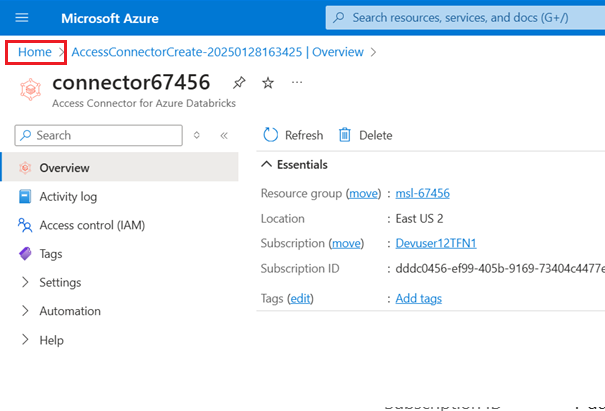 Microsoft Azure
Search resources, services, and docs (G+/)
Home > AccessConnectorCreate-20250128163425 | Overview >
connector67456
Access Connector for Azure Databricks
Search
Refresh
Delete
Overview
Activity log
Access control (IAM)
Tags
Settings
Automation
Help
Essentials
Resource group (move) : msl-67456
Location : East US 2
Subscription (move) : Devuser12TFN1
Subscription ID : dddc0456-ef99-405b-9169-73404c4477e
Tags (edit) : Add tags